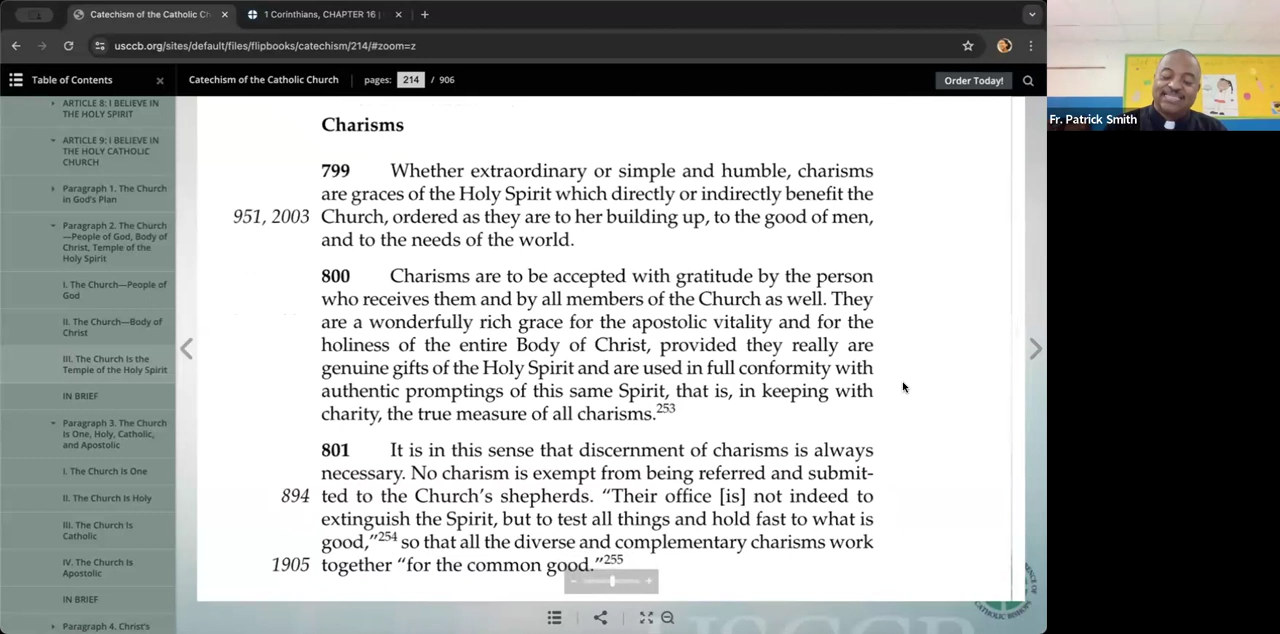 Catechism of the Catholic Ch
1 Corinthians, CHAPTER 16 |
usccb.org/sites/default/files/flipbooks/catechism/214/#zoom=z
Table of Contents
Catechism of the Catholic Church
pages: 214 / 906
Order Today!
ARTICLE 8: I BELIEVE IN
THE HOLY SPIRIT
ARTICLE 9: I BELIEVE IN
THE HOLY CATHOLIC
CHURCH
Paragraph 1. The Church
in God's Plan
Paragraph 2. The Church
—People of God, Body of
Christ, Temple of the
Holy Spirit
I. The Church—People of
God
II. The Church—Body of
Christ
III. The Church Is the
Temple of the Holy Spirit
IN BRIEF
Paragraph 3. The Church
Is One, Holy, Catholic,
and Apostolic
I. The Church Is One
II. The Church Is Holy
III. The Church Is
Catholic
IV. The Church Is
Apostolic
IN BRIEF
Paragraph 4. Christ's
Charisms
799 Whether extraordinary or simple and humble, charisms
are graces of the Holy Spirit which directly or indirectly benefit the
951, 2003 Church, ordered as they are to her building up, to the good of men,
and to the needs of the world.
800 Charisms are to be accepted with gratitude by the person
who receives them and by all members of the Church as well. They
are a wonderfully rich grace for the apostolic vitality and for the
holiness of the entire Body of Christ, provided they really are
genuine gifts of the Holy Spirit and are used in full conformity with
authentic promptings of this same Spirit, that is, in keeping with
charity, the true measure of all charisms.253
801 It is in this sense that discernment of charisms is always
necessary. No charism is exempt from being referred and submit-
894 ted to the Church's shepherds. "Their office [is] not indeed to
extinguish the Spirit, but to test all things and hold fast to what is
good,"254 so that all the diverse and complementary charisms work
1905 together "for the common good."255
USCCB
Fr. Patrick Smith